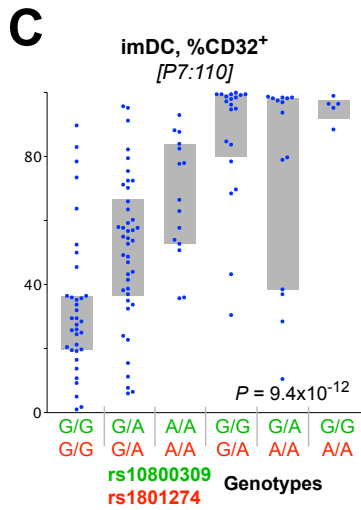 C
imDC, %CD32⁺
[P7:110]
80
40
0
P = 9.4x10⁻¹²
G/G G/A A/A G/G G/A G/G
G/G G/A A/A G/A A/A A/A
rs10800309
rs1801274
Genotypes